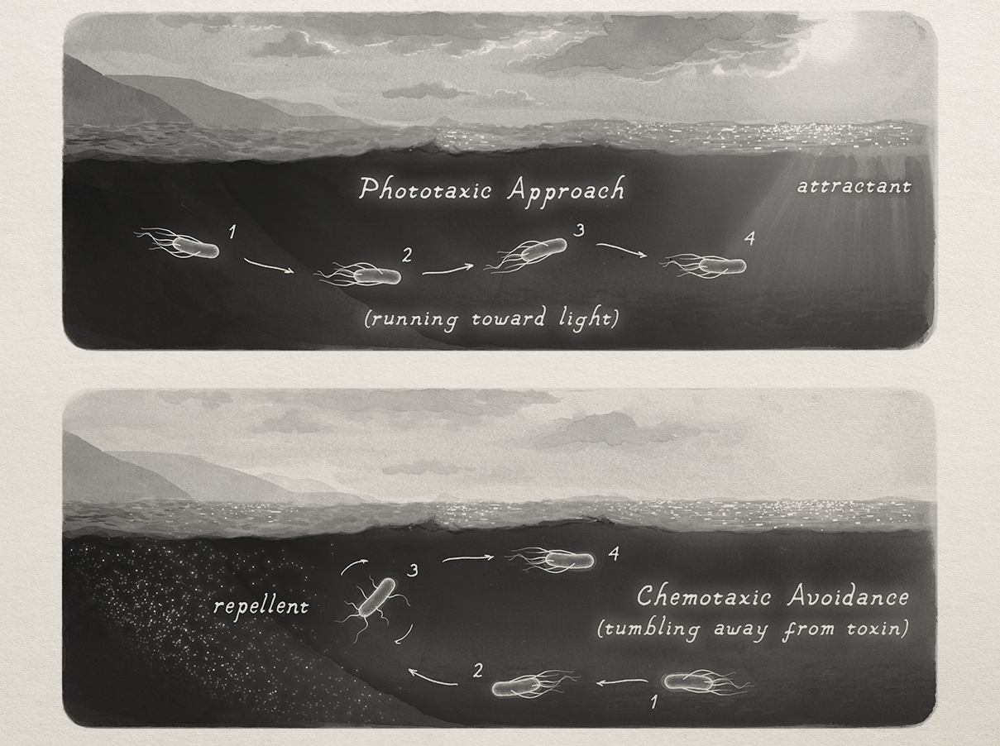 Phototaxic Approach
attractant
1
2
3
4
(running toward light)
repellent
3
4
Chemotaxic Avoidance
(tumbling away from toxin)
2
1